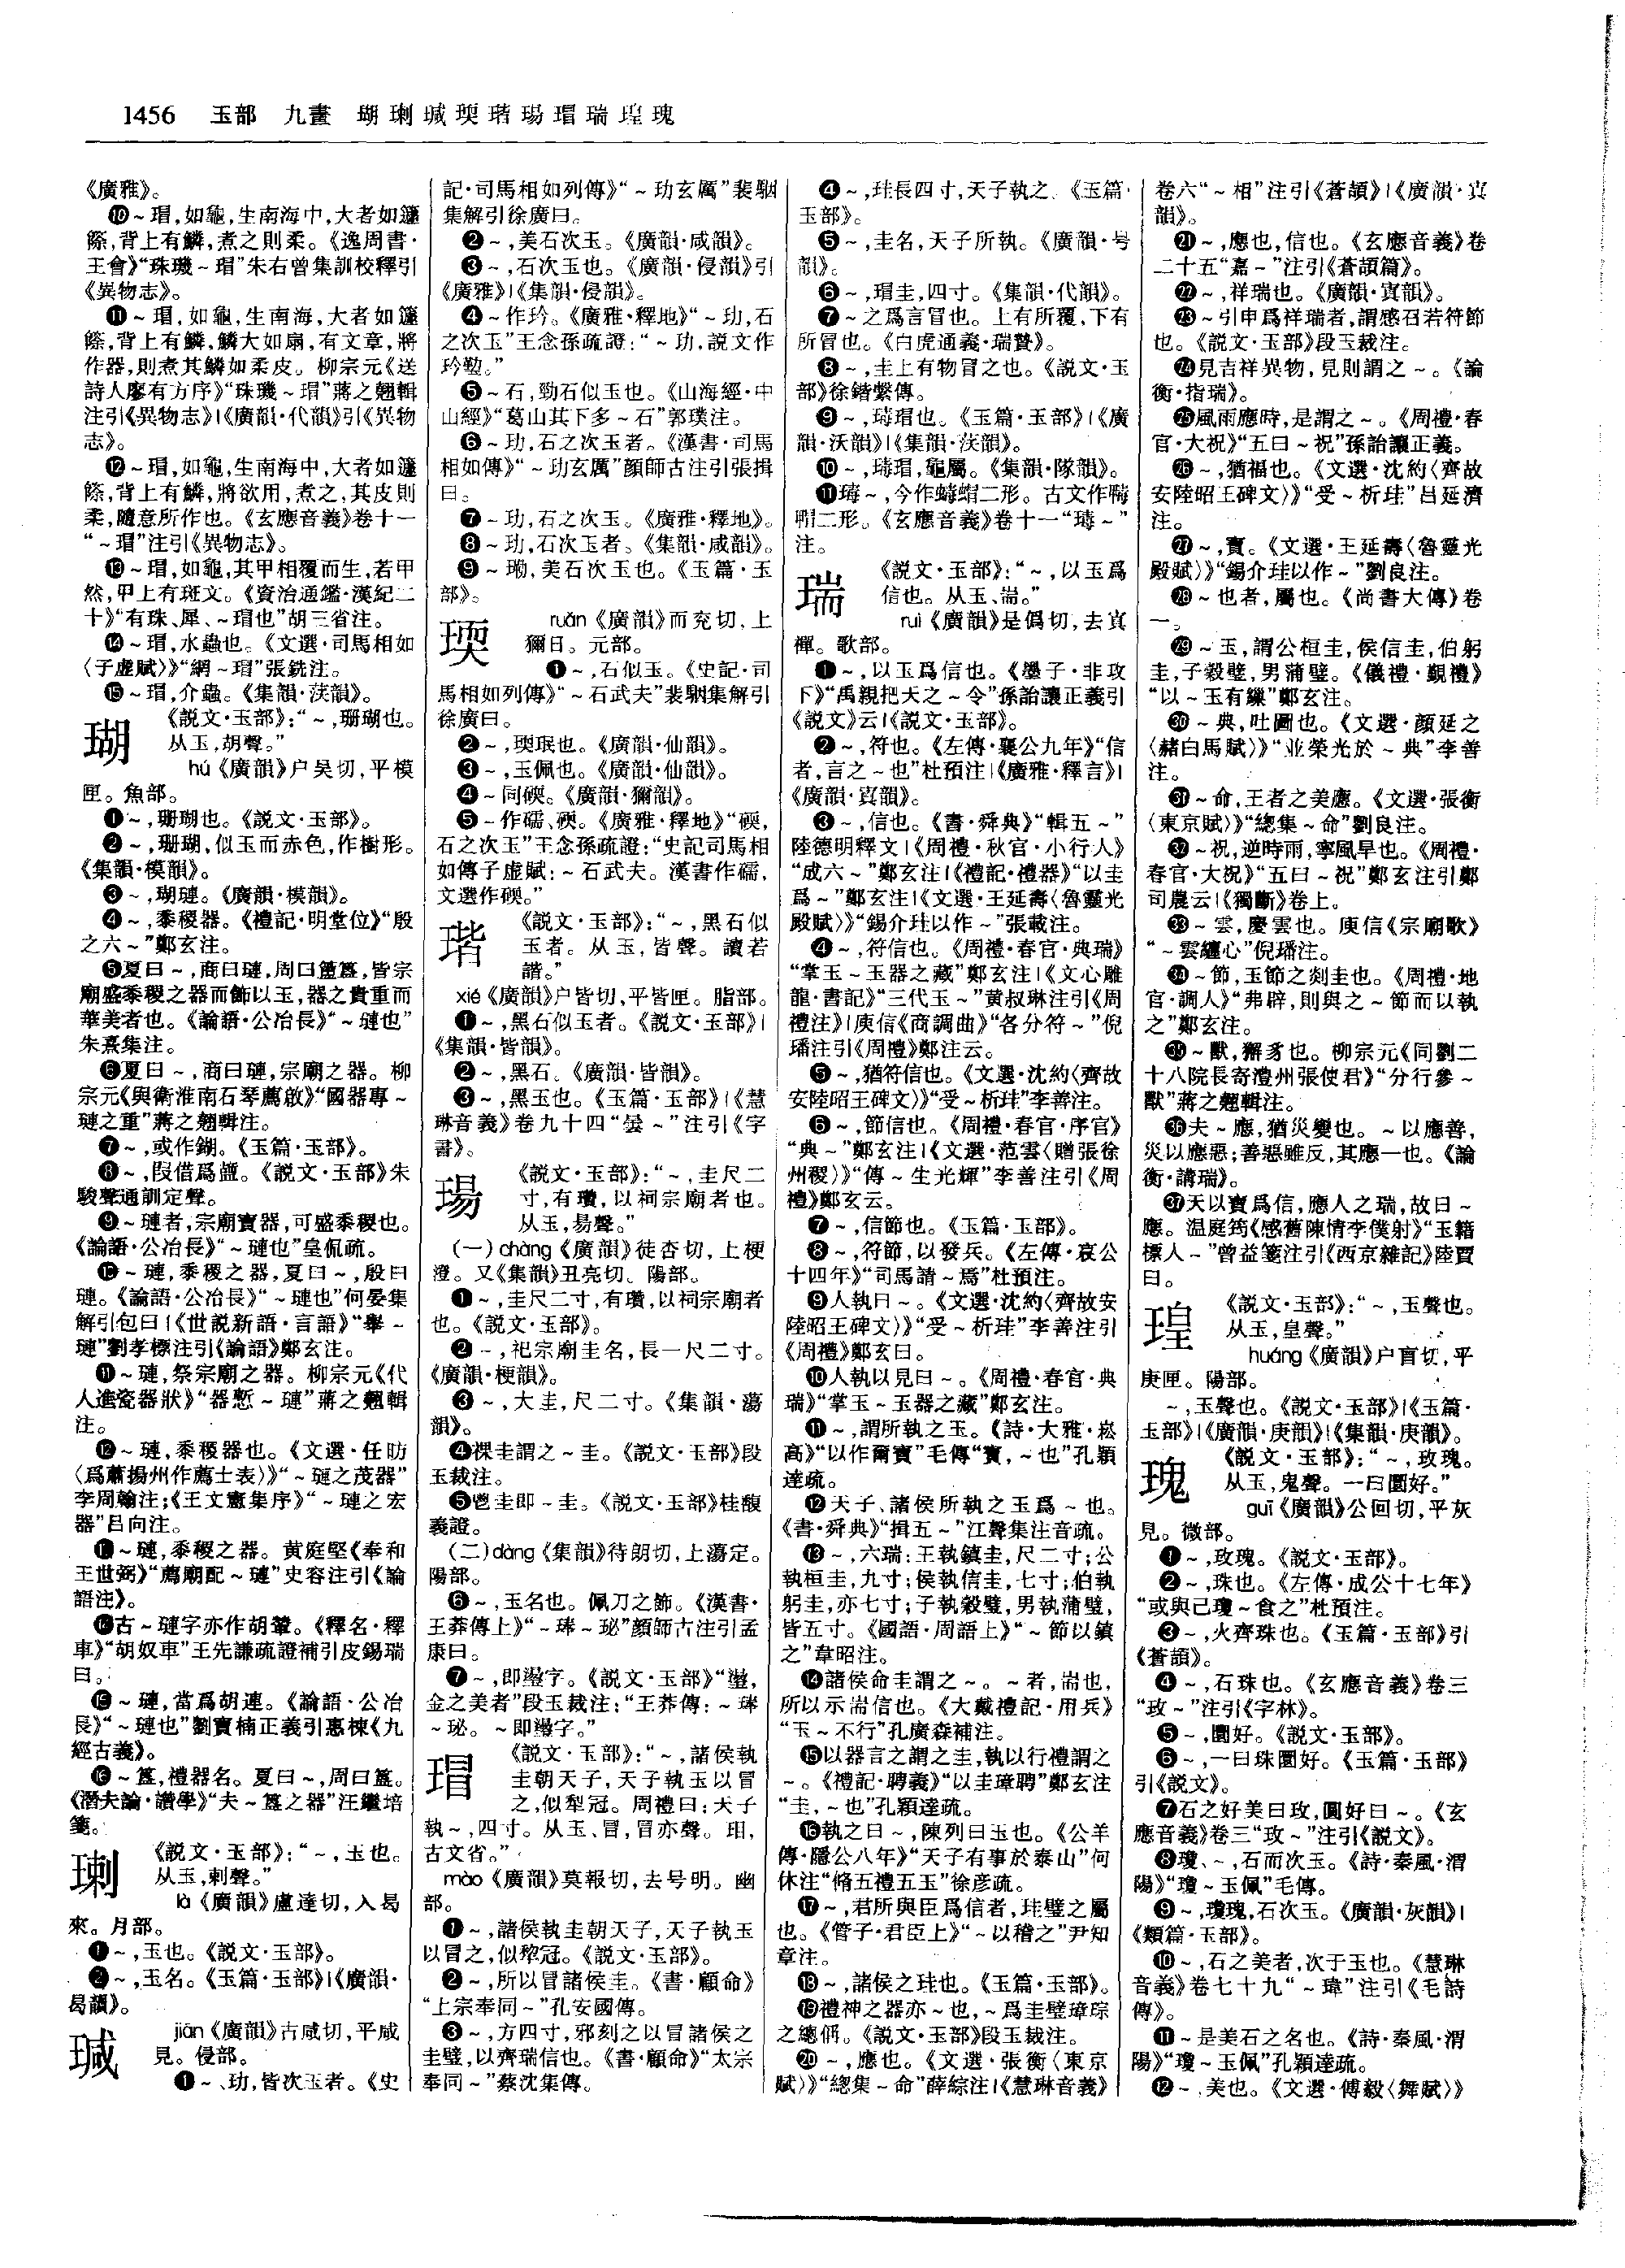 1456 玉部 九畫 瑚瑓瑊瑌瑎瑒瑁瑞瑝瑰
《廣雅》。
❿～瑁,如龜,生南海中,大者如籧
篨,背上有鱗,煮之則柔。《逸周書·
王會》“珠璣～瑁”朱右曾集訓校釋引
《異物志》。
⓫～瑁,如龜,生南海,大者如籧
篨,背上有鱗,鱗大如扇,有文章,將
作器,則煮其鱗如柔皮。柳宗元《送
詩人廖有方序》“珠璣～瑁”蔣之翹輯
注引《異物志》|《廣韻·代韻》引《異物
志》。
⓬～瑁,如龜,生南海中,大者如籧
篨,背上有鱗,將欲用,煮之,其皮則
柔,隨意所作也。《玄應音義》卷十一
“～瑁”注引《異物志》。
⓭～瑁,如龜,其甲相覆而生,若甲
然,甲上有斑文。《資治通鑑·漢紀二
十》“有珠、犀、～瑁也”胡三省注。
⓮～瑁,水蟲也。《文選·司馬相如
〈子虛賦〉》“網～瑁”張銑注。
⓯～瑁,介蟲。《集韻·茯韻》。
瑚 《説文·玉部》:“～,珊瑚也。
从玉,胡聲。”
hú《廣韻》户吴切,平模
匣。魚部。
❶～,珊瑚也。《説文·玉部》。
❷～,珊瑚,似玉而赤色,作樹形。
《集韻·模韻》。
❸～,瑚璉。《廣韻·模韻》。
❹～,黍稷器。《禮記·明堂位》“殷
之六～”鄭玄注。
❺夏曰～,商曰璉,周曰簠簋,皆宗
廟盛黍稷之器而飾以玉,器之貴重而
華美者也。《論語·公冶長》“～璉也”
朱熹集注。
❻夏曰～,商曰璉,宗廟之器。柳
宗元《與衛淮南石琴薦啟》“國器專～
璉之重”蔣之翹輯注。
❼～,或作鍸。《玉篇·玉部》。
❽～,叚借爲簠。《説文·玉部》朱
駿聲通訓定聲。
❾～璉者,宗廟寶器,可盛黍稷也。
《論語·公冶長》“～璉也”皇侃疏。
❿～璉,黍稷之器,夏曰～,殷曰
璉。《論語·公冶長》“～璉也”何晏集
解引包曰|《世説新語·言語》“舉～
璉”劉孝標注引《論語》鄭玄注。
⓫～璉,祭宗廟之器。柳宗元《代
人進瓷器狀》“器慙～璉”蔣之翹輯
注。
⓬～璉,黍稷器也。《文選·任昉
〈爲蕭揚州作薦士表〉》“～璉之茂器”
李周翰注;《王文憲集序》“～璉之宏
器”吕向注。
⓭～璉,黍稷之器。黄庭堅《奉和
王世弼》“薦廟配～璉”史容注引《論
語注》。
⓮古～璉字亦作胡輦。《釋名·釋
車》“胡奴車”王先謙疏證補引皮錫瑞
曰。
⓯～璉,當爲胡連。《論語·公冶
長》“～璉也”劉寶楠正義引惠棟《九
經古義》。
⓰～簋,禮器名。夏曰～,周曰簋。
《潛夫論·讚學》“夫～簋之器”汪繼培
箋。
瑓 《説文·玉部》:“～,玉也。
从玉,剌聲。”
là《廣韻》盧達切,入曷
來。月部。
❶～,玉也。《説文·玉部》。
❷～,玉名。《玉篇·玉部》|《廣韻·
曷韻》。
瑊 jiān《廣韻》古咸切,平咸
見。侵部。
❶～、玏,皆次玉者。《史
記·司馬相如列傳》“～玏玄厲”裴駰
集解引徐廣曰。
❷～,美石次玉。《廣韻·咸韻》。
❸～,石次玉也。《廣韻·侵韻》引
《廣雅》|《集韻·侵韻》。
❹～作玪。《廣雅·釋地》“～玏,石
之次玉”王念孫疏證:“～玏,説文作
玪䃘。”
❺～石,勁石似玉也。《山海經·中
山經》“葛山其下多～石”郭璞注。
❻～玏,石之次玉者。《漢書·司馬
相如傳》“～玏玄厲”顔師古注引張揖
曰。
❼～玏,石之次玉。《廣雅·釋地》。
❽～玏,石次玉者。《集韻·咸韻》。
❾～㻦,美石次玉也。《玉篇·玉
部》。
瑌 ruǎn《廣韻》而兖切,上
獮日。元部。
❶～,石似玉。《史記·司
馬相如列傳》“～石武夫”裴駰集解引
徐廣曰。
❷～,瑌珉也。《廣韻·仙韻》。
❸～,玉佩也。《廣韻·仙韻》。
❹～同碝。《廣韻·獮韻》。
❺～作礝、碝。《廣雅·釋地》“碝,
石之次玉”王念孫疏證:“史記司馬相
如傳子虛賦:～石武夫。漢書作礝,
文選作碝。”
瑎 《説文·玉部》:“～,黑石似
玉者。从玉,皆聲。讀若
諧。”
xié《廣韻》户皆切,平皆匣。脂部。
❶～,黑石似玉者。《説文·玉部》|
《集韻·皆韻》。
❷～,黑石。《廣韻·皆韻》。
❸～,黑玉也。《玉篇·玉部》|《慧
琳音義》卷九十四“曇～”注引《字
書》。
瑒 《説文·玉部》:“～,圭尺二
寸,有瓚,以祠宗廟者也。
从玉,昜聲。”
(一)chàng《廣韻》徒杏切,上梗
澄。又《集韻》丑亮切。陽部。
❶～,圭尺二寸,有瓚,以祠宗廟者
也。《説文·玉部》。
❷～,祀宗廟圭名,長一尺二寸。
《廣韻·梗韻》。
❸～,大圭,尺二寸。《集韻·蕩
韻》。
❹祼圭謂之～圭。《説文·玉部》段
玉裁注。
❺鬯圭即～圭。《説文·玉部》桂馥
義證。
(二)dàng《集韻》待朗切,上蕩定。
陽部。
❻～,玉名也。佩刀之飾。《漢書·
王莽傳上》“～琫～珌”顔師古注引孟
康曰。
❼～,即璗字。《説文·玉部》“璗,
金之美者”段玉裁注:“王莽傳:～琫
～珌。～即璗字。”
瑁 《説文·玉部》:“～,諸侯執
圭朝天子,天子執玉以冒
之,似犁冠。周禮曰:天子
執～,四寸。从玉、冒,冒亦聲。珇,
古文省。”
mào《廣韻》莫報切,去号明。幽
部。
❶～,諸侯執圭朝天子,天子執玉
以冒之,似犂冠。《説文·玉部》。
❷～,所以冒諸侯圭。《書·顧命》
“上宗奉同～”孔安國傳。
❸～,方四寸,邪刻之以冒諸侯之
圭璧,以齊瑞信也。《書·顧命》“太宗
奉同～”蔡沈集傳。
❹～,珪長四寸,天子執之。《玉篇·
玉部》。
❺～,圭名,天子所執。《廣韻·号
韻》。
❻～,瑁圭,四寸。《集韻·代韻》。
❼～之爲言冒也。上有所覆,下有
所冒也。《白虎通義·瑞贄》。
❽～,圭上有物冒之也。《説文·玉
部》徐鍇繫傳。
❾～,瑇瑁也。《玉篇·玉部》|《廣
韻·沃韻》|《集韻·茯韻》。
❿～,瑇瑁,龜屬。《集韻·隊韻》。
⓫瑇～,今作蝳蝐二形。古文作
二形。《玄應音義》卷十一“瑇～”
注。
瑞 《説文·玉部》:“～,以玉爲
信也。从玉、耑。”
ruì《廣韻》是僞切,去寘
禪。歌部。
❶～,以玉爲信也。《墨子·非攻
下》“禹親把天之～令”孫詒讓正義引
《説文》云|《説文·玉部》。
❷～,符也。《左傳·襄公九年》“信
者,言之～也”杜預注|《廣雅·釋言》|
《廣韻·寘韻》。
❸～,信也。《書·舜典》“輯五～”
陸德明釋文|《周禮·秋官·小行人》
“成六～”鄭玄注|《禮記·禮器》“以圭
爲～”鄭玄注|《文選·王延壽〈魯靈光
殿賦〉》“錫介珪以作～”張載注。
❹～,符信也。《周禮·春官·典瑞》
“掌玉～玉器之藏”鄭玄注|《文心雕
龍·書記》“三代玉～”黄叔琳注引《周
禮注》|庾信《商調曲》“各分符～”倪
璠注引《周禮》鄭注云。
❺～,猶符信也。《文選·沈約〈齊故
安陸昭王碑文〉》“受～析珪”李善注。
❻～,節信也。《周禮·春官·序官》
“典～”鄭玄注|《文選·范雲〈贈張徐
州稷〉》“傳～生光輝”李善注引《周
禮》鄭玄云。
❼～,信節也。《玉篇·玉部》。
❽～,符節,以發兵。《左傳·哀公
十四年》“司馬請～焉”杜預注。
❾人執曰～。《文選·沈約〈齊故安
陸昭王碑文〉》“受～析珪”李善注引
《周禮》鄭玄曰。
❿人執以見曰～。《周禮·春官·典
瑞》“掌玉～玉器之藏”鄭玄注。
⓫～,謂所執之玉。《詩·大雅·崧
高》“以作爾寶”毛傳“寶,～也”孔穎
達疏。
⓬天子、諸侯所執之玉爲～也。
《書·舜典》“揖五～”江聲集注音疏。
⓭～,六瑞:王執鎮圭,尺二寸;公
執桓圭,九寸;侯執信圭,七寸;伯執
躬圭,亦七寸;子執穀璧,男執蒲璧,
皆五寸。《國語·周語上》“～節以鎮
之”韋昭注。
⓮諸侯命圭謂之～。～者,耑也,
所以示耑信也。《大戴禮記·用兵》
“玉～不行”孔廣森補注。
⓯以器言之謂之圭,執以行禮謂之
～。《禮記·聘義》“以圭璋聘”鄭玄注
“圭,～也”孔穎達疏。
⓰執之曰～,陳列曰玉也。《公羊
傳·隱公八年》“天子有事於泰山”何
休注“脩五禮五玉”徐彦疏。
⓱～,君所與臣爲信者,珪璧之屬
也。《管子·君臣上》“～以稽之”尹知
章注。
⓲～,諸侯之珪也。《玉篇·玉部》。
⓳禮神之器亦～也,～爲圭璧璋琮
之總偁。《説文·玉部》段玉裁注。
⓴～,應也。《文選·張衡〈東京
賦〉》“總集～命”薛綜注|《慧琳音義》
卷六“～相”注引《蒼頡》|《廣韻·寘
韻》。
㉑～,應也,信也。《玄應音義》卷
二十五“嘉～”注引《蒼頡篇》。
㉒～,祥瑞也。《廣韻·寘韻》。
㉓～引申爲祥瑞者,謂感召若符節
也。《説文·玉部》段玉裁注。
㉔見吉祥異物,見則謂之～。《論
衡·指瑞》。
㉕風雨應時,是謂之～。《周禮·春
官·大祝》“五曰～祝”孫詒讓正義。
㉖～,猶福也。《文選·沈約〈齊故
安陸昭王碑文〉》“受～析珪”吕延濟
注。
㉗～,寶。《文選·王延壽〈魯靈光
殿賦〉》“錫介珪以作～”劉良注。
㉘～也者,屬也。《尚書大傳》卷
一。
㉙～玉,謂公桓圭,侯信圭,伯躬
圭,子穀璧,男蒲璧。《儀禮·覲禮》
“以～玉有繅”鄭玄注。
㉚～典,吐圖也。《文選·顔延之
〈赭白馬賦〉》“並榮光於～典”李善
注。
㉛～命,王者之美應。《文選·張衡
〈東京賦〉》“總集～命”劉良注。
㉜～祝,逆時雨,寧風旱也。《周禮·
春官·大祝》“五曰～祝”鄭玄注引鄭
司農云|《獨斷》卷上。
㉝～雲,慶雲也。庾信《宗廟歌》
“～雲纏心”倪璠注。
㉞～節,玉節之剡圭也。《周禮·地
官·調人》“弗辟,則與之～節而以執
之”鄭玄注。
㉟～獸,獬豸也。柳宗元《同劉二
十八院長寄澧州張使君》“分行參～
獸”蔣之翹輯注。
㊱夫～應,猶災變也。～以應善,
災以應惡;善惡雖反,其應一也。《論
衡·講瑞》。
㊲天以寶爲信,應人之瑞,故曰～
應。温庭筠《感舊陳情李僕射》“玉籍
標人～”曾益箋注引《西京雜記》陸賈
曰。
瑝 《説文·玉部》:“～,玉聲也。
从玉,皇聲。”
huáng《廣韻》户盲切,平
庚匣。陽部。
～,玉聲也。《説文·玉部》|《玉篇·
玉部》|《廣韻·庚韻》|《集韻·庚韻》。
瑰 《説文·玉部》:“～,玫瑰。
从玉,鬼聲。一曰圜好。”
guī《廣韻》公回切,平灰
見。微部。
❶～,玫瑰。《説文·玉部》。
❷～,珠也。《左傳·成公十七年》
“或與己瓊～食之”杜預注。
❸～,火齊珠也。《玉篇·玉部》引
《蒼頡》。
❹～,石珠也。《玄應音義》卷三
“玫～”注引《字林》。
❺～,圜好。《説文·玉部》。
❻～,一曰珠圜好。《玉篇·玉部》
引《説文》。
❼石之好美曰玫,圓好曰～。《玄
應音義》卷三“玫～”注引《説文》。
❽瓊、～,石而次玉。《詩·秦風·渭
陽》“瓊～玉佩”毛傳。
❾～,瓊瑰,石次玉。《廣韻·灰韻》|
《類篇·玉部》。
❿～,石之美者,次于玉也。《慧琳
音義》卷七十九“～瑋”注引《毛詩
傳》。
⓫～是美石之名也。《詩·秦風·渭
陽》“瓊～玉佩”孔穎達疏。
⓬～,美也。《文選·傅毅〈舞賦〉》